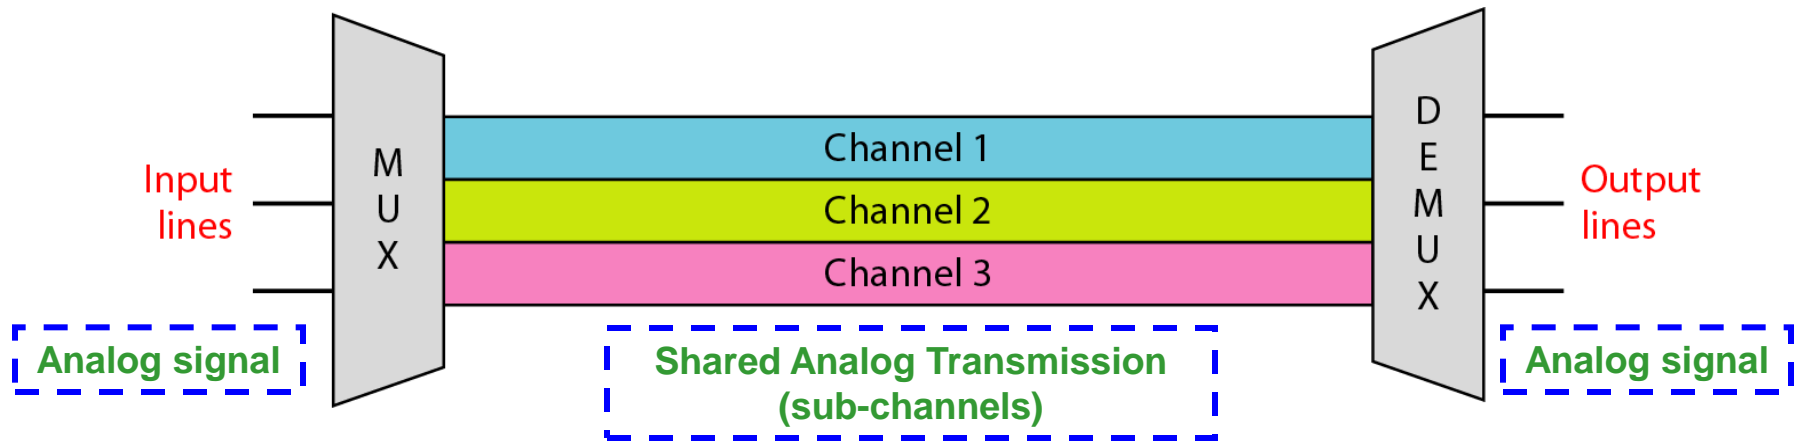 Input
lines
Analog signal
M
U
X
Channel 1
Channel 2
Channel 3
Shared Analog Transmission
(sub-channels)
D
E
M
U
X
Output
lines
Analog signal